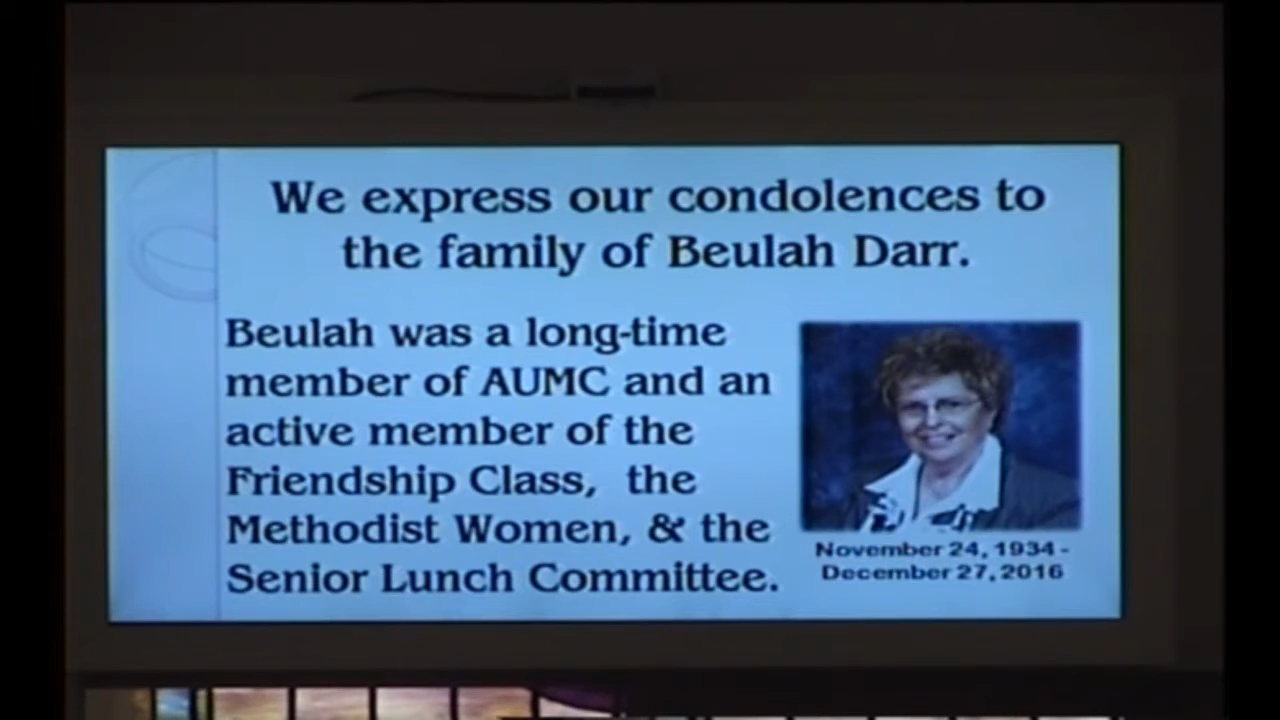 We express our condolences to
the family of Beulah Darr.
Beulah was a long-time
member of AUMC and an
active member of the
Friendship Class, the
Methodist Women, & the
Senior Lunch Committee.
November 24, 1934 -
December 27, 2016